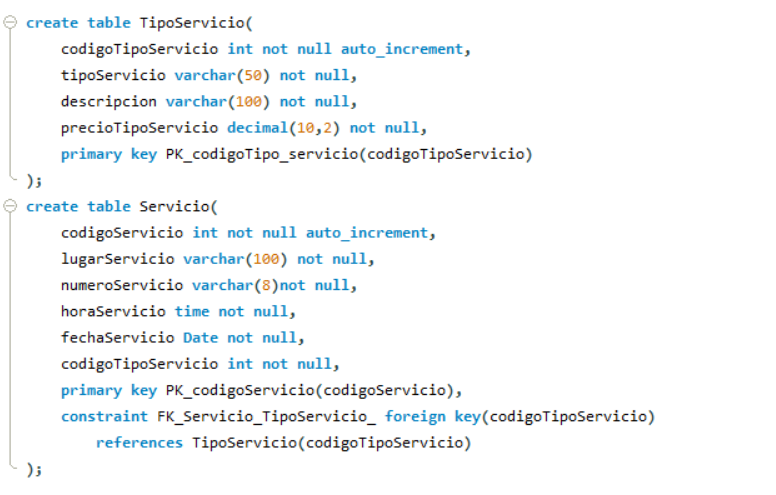 create table TipoServicio(
codigoTipoServicio int not null auto_increment,
tipoServicio varchar(50) not null,
descripcion varchar(100) not null,
precioTipoServicio decimal(10,2) not null,
primary key PK_codigoTipo_servicio(codigoTipoServicio)
);
create table Servicio(
codigoServicio int not null auto_increment,
lugarServicio varchar(100) not null,
numeroServicio varchar(8)not null,
horaServicio time not null,
fechaServicio Date not null,
codigoTipoServicio int not null,
primary key PK_codigoServicio(codigoServicio),
constraint FK_Servicio_TipoServicio_ foreign key(codigoTipoServicio)
references TipoServicio(codigoTipoServicio)
);